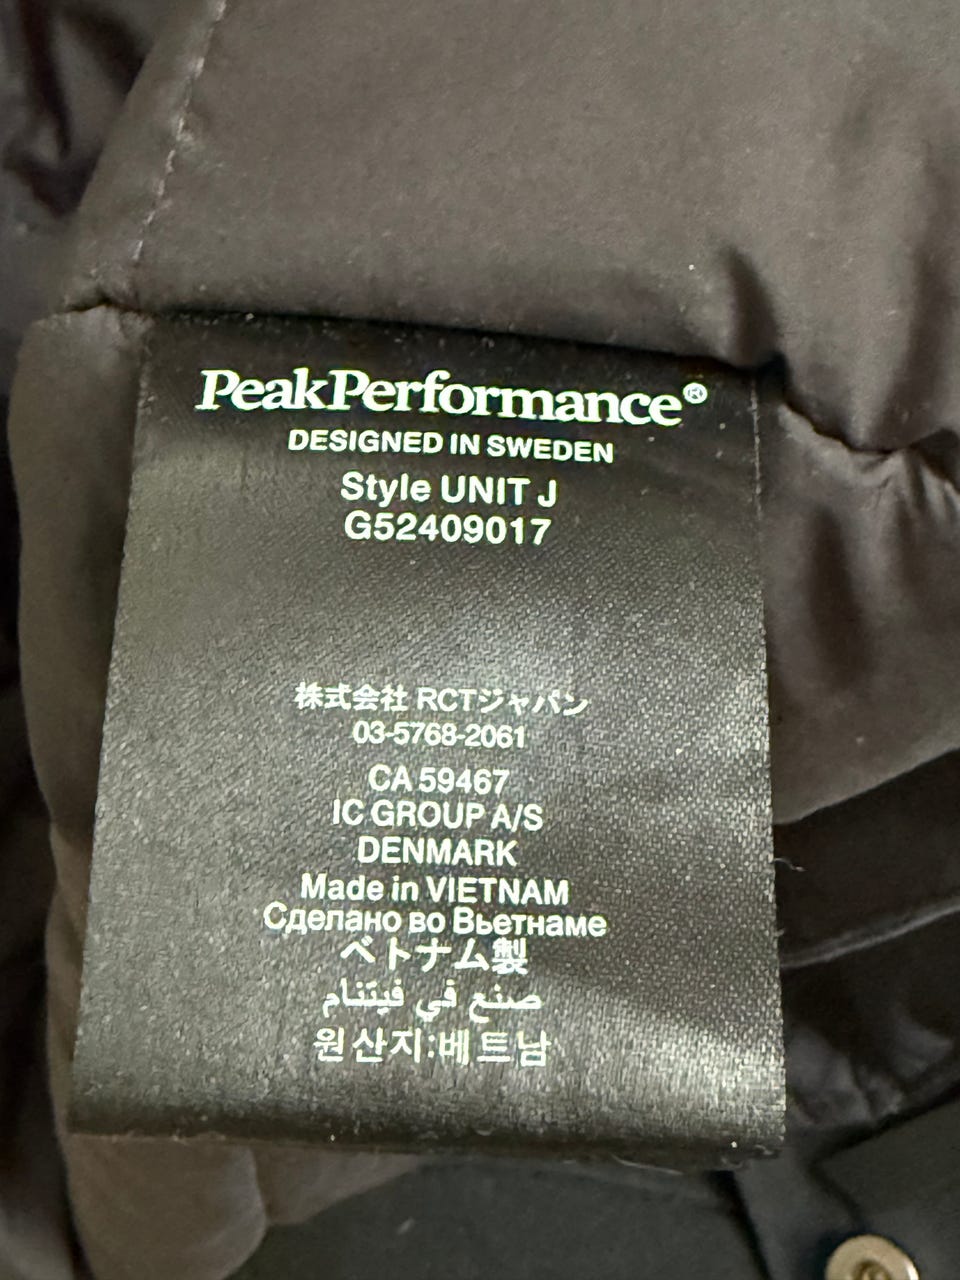 PeakPerformance®
DESIGNED IN SWEDEN
Style UNIT J
G52409017
株式会社 RCTジャパン
03-5768-2061
CA 59467
IC GROUP A/S
DENMARK
Made in VIETNAM
Сделано во Вьетнаме
ベトナム製
صنع في فيتنام
원산지:베트남